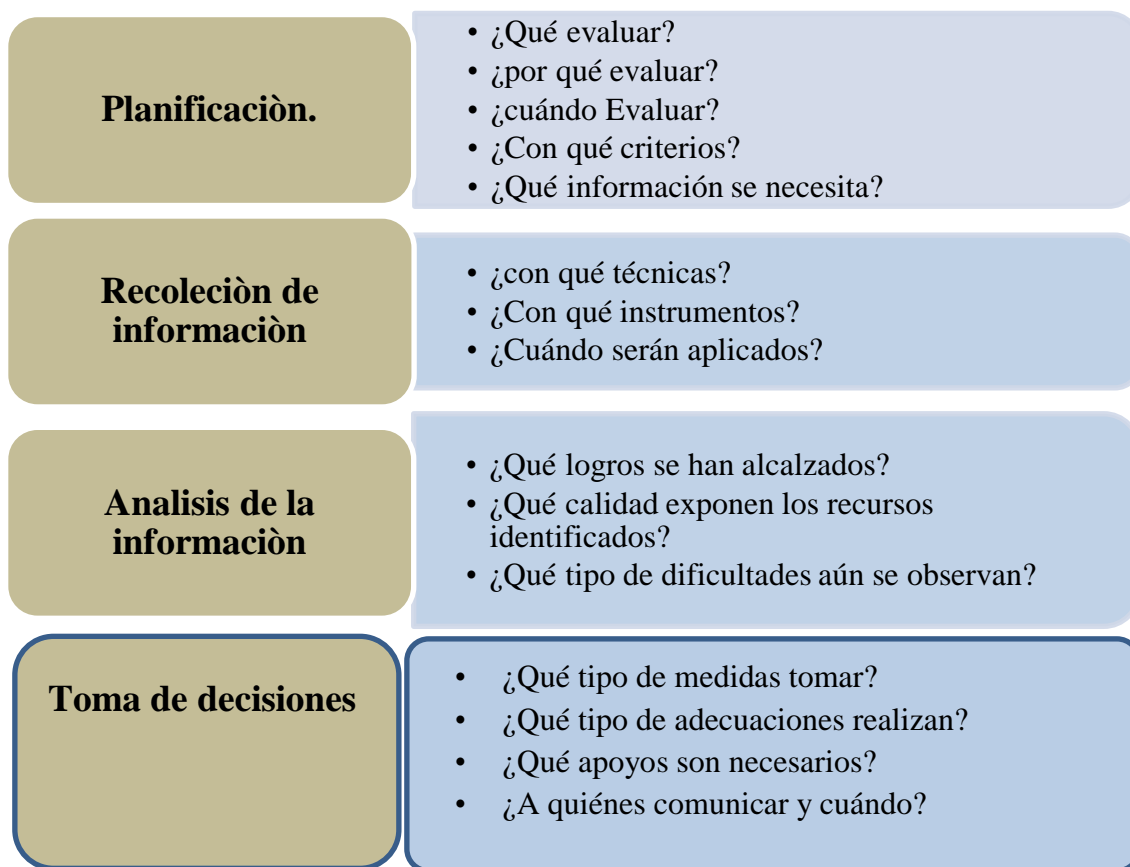 Planificaciòn.
• ¿Qué evaluar?
• ¿por qué evaluar?
• ¿cuándo Evaluar?
• ¿Con qué criterios?
• ¿Qué información se necesita?
Recoleciòn de
informaciòn
• ¿con qué técnicas?
• ¿Con qué instrumentos?
• ¿Cuándo serán aplicados?
Analisis de la
informaciòn
• ¿Qué logros se han alcalzados?
• ¿Qué calidad exponen los recursos
identificados?
• ¿Qué tipo de dificultades aún se observan?
Toma de decisiones
• ¿Qué tipo de medidas tomar?
• ¿Qué tipo de adecuaciones realizan?
• ¿Qué apoyos son necesarios?
• ¿A quiénes comunicar y cuándo?